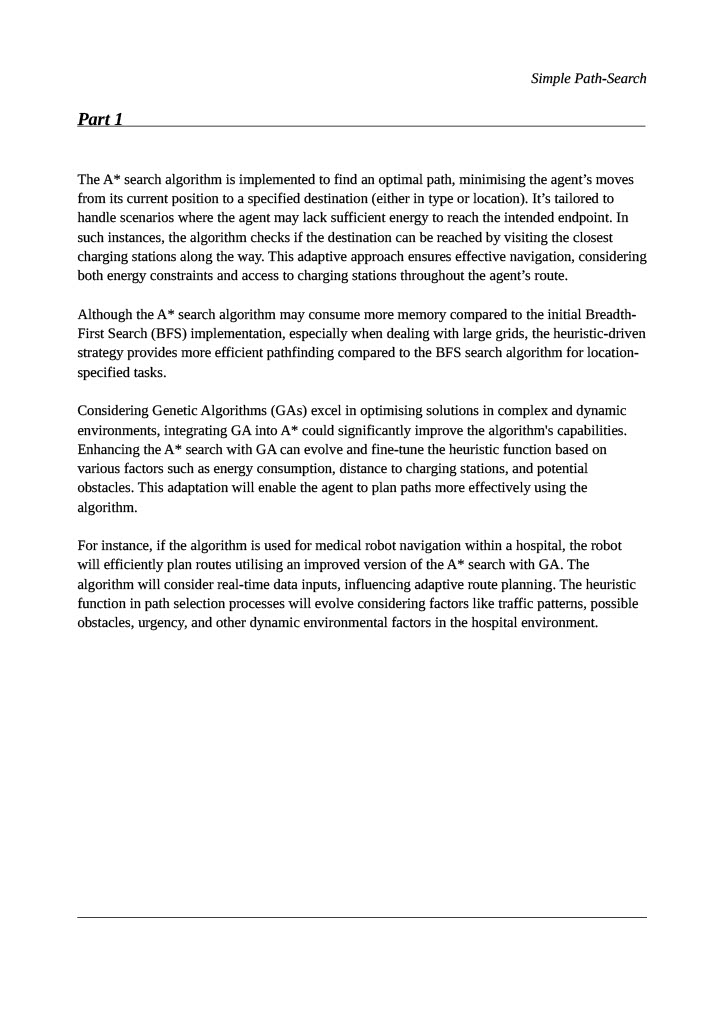 Simple Path-Search
Part 1
The A* search algorithm is implemented to find an optimal path, minimising the agent’s moves
from its current position to a specified destination (either in type or location). It’s tailored to
handle scenarios where the agent may lack sufficient energy to reach the intended endpoint. In
such instances, the algorithm checks if the destination can be reached by visiting the closest
charging stations along the way. This adaptive approach ensures effective navigation, considering
both energy constraints and access to charging stations throughout the agent’s route.
Although the A* search algorithm may consume more memory compared to the initial Breadth-
First Search (BFS) implementation, especially when dealing with large grids, the heuristic-driven
strategy provides more efficient pathfinding compared to the BFS search algorithm for location-
specified tasks.
Considering Genetic Algorithms (GAs) excel in optimising solutions in complex and dynamic
environments, integrating GA into A* could significantly improve the algorithm's capabilities.
Enhancing the A* search with GA can evolve and fine-tune the heuristic function based on
various factors such as energy consumption, distance to charging stations, and potential
obstacles. This adaptation will enable the agent to plan paths more effectively using the
algorithm.
For instance, if the algorithm is used for medical robot navigation within a hospital, the robot
will efficiently plan routes utilising an improved version of the A* search with GA. The
algorithm will consider real-time data inputs, influencing adaptive route planning. The heuristic
function in path selection processes will evolve considering factors like traffic patterns, possible
obstacles, urgency, and other dynamic environmental factors in the hospital environment.